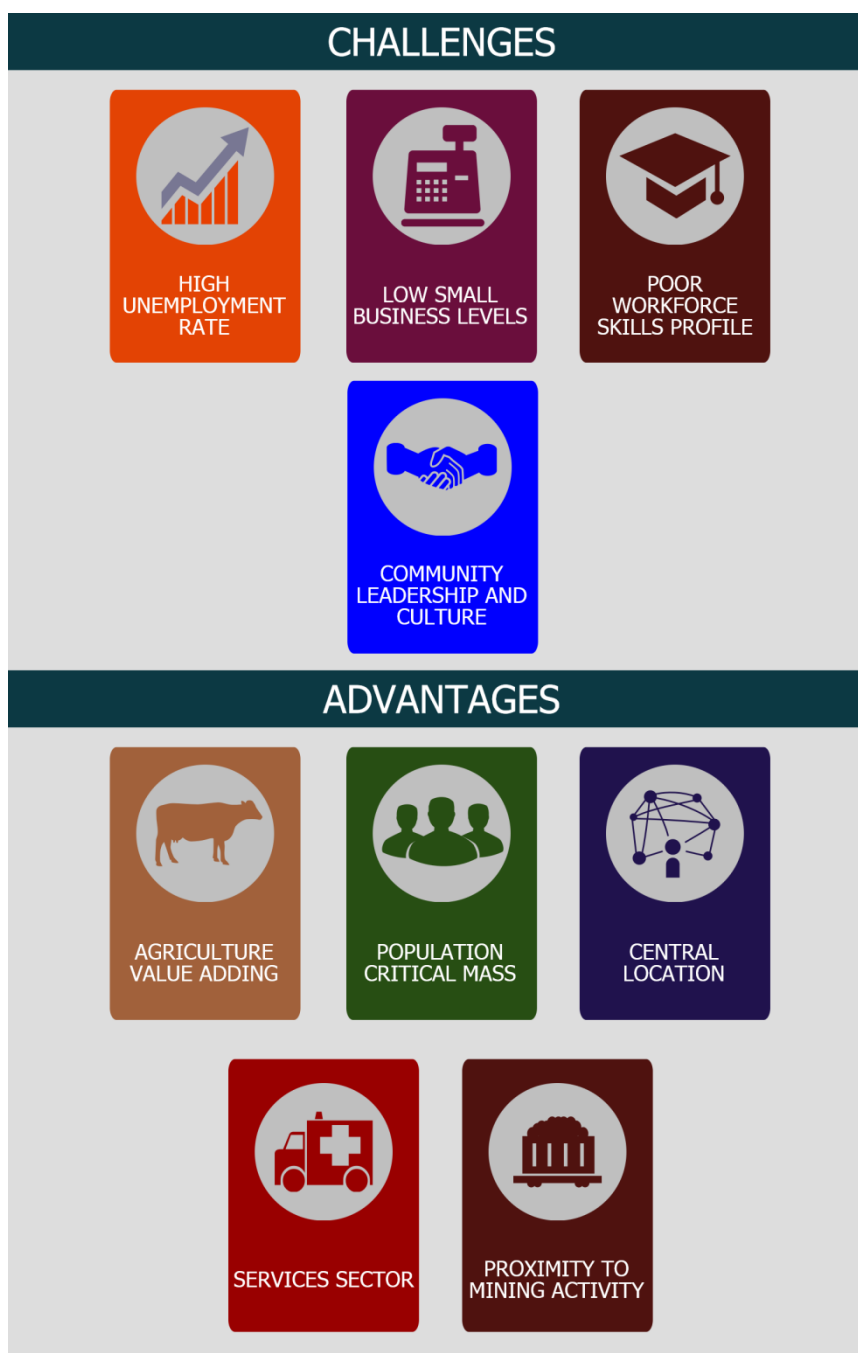 CHALLENGES
HIGH
UNEMPLOYMENT
RATE
LOW SMALL
BUSINESS LEVELS
POOR
WORKFORCE
SKILLS PROFILE
COMMUNITY
LEADERSHIP AND
CULTURE
ADVANTAGES
AGRICULTURE
VALUE ADDING
POPULATION
CRITICAL MASS
CENTRAL
LOCATION
SERVICES SECTOR
PROXIMITY TO
MINING ACTIVITY